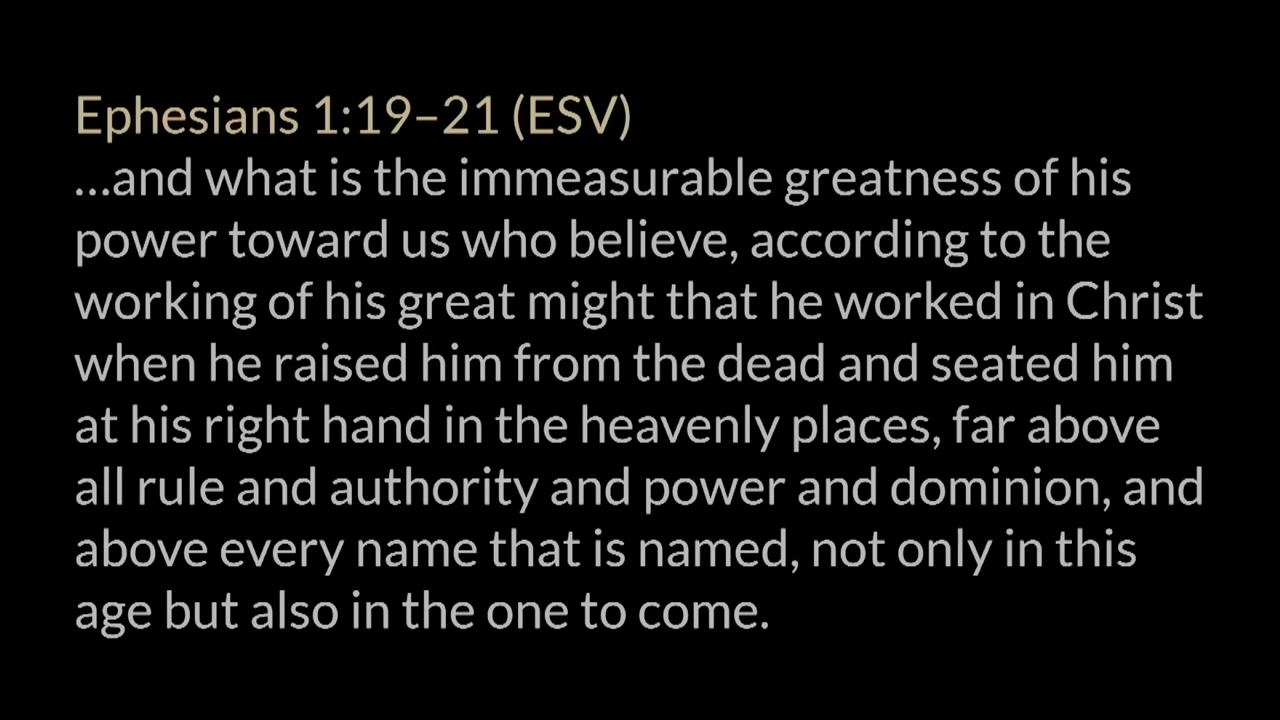 Ephesians 1:19–21 (ESV)
…and what is the immeasurable greatness of his
power toward us who believe, according to the
working of his great might that he worked in Christ
when he raised him from the dead and seated him
at his right hand in the heavenly places, far above
all rule and authority and power and dominion, and
above every name that is named, not only in this
age but also in the one to come.